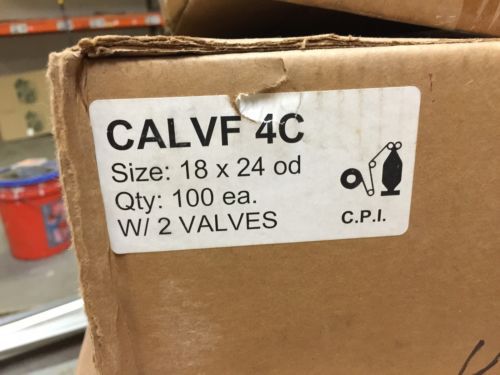 CALVF 4C
Size: 18 x 24 od
Qty: 100 ea.
W/ 2 VALVES
C.P.I.